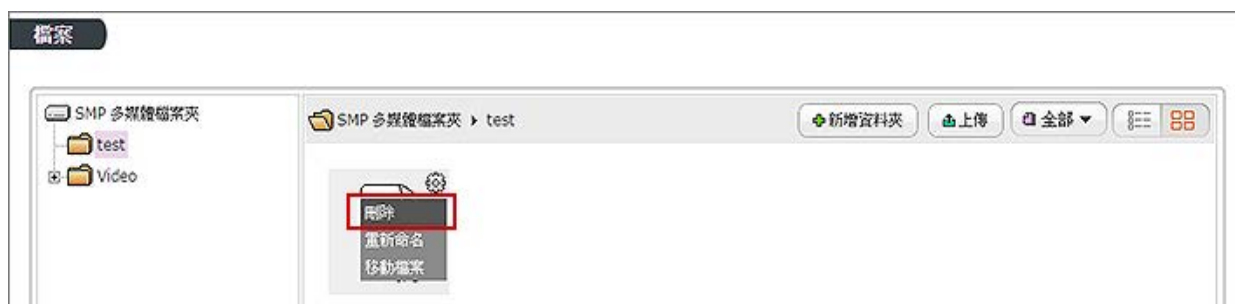 檔案
SMP 多媒體檔案夾
test
Video
SMP 多媒體檔案夾 ▸ test
新增資料夾
上傳
全部 ▼
刪除
重新命名
移動檔案